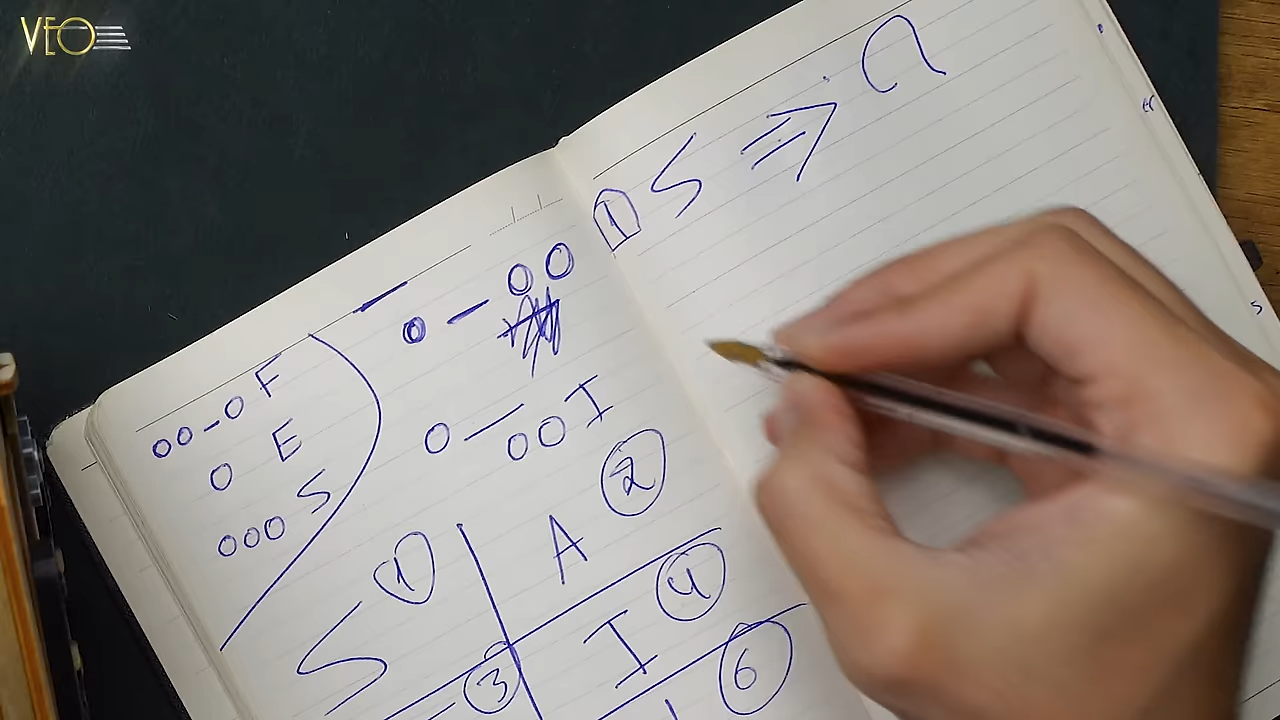 VEO
OO-O F
O E
OOO S
-
O - OO
O - OO I
S 1
A 2
3
I 4
6
1 S ⇒